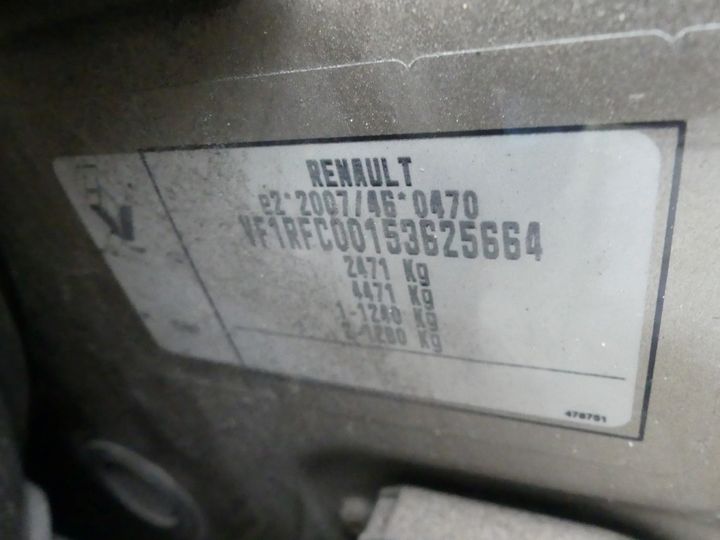 RENAULT
e2*2007/46*0470
VF1RFC00153625664
2471 Kg
4471 Kg
1-1240 Kg
2-1280 Kg
478751